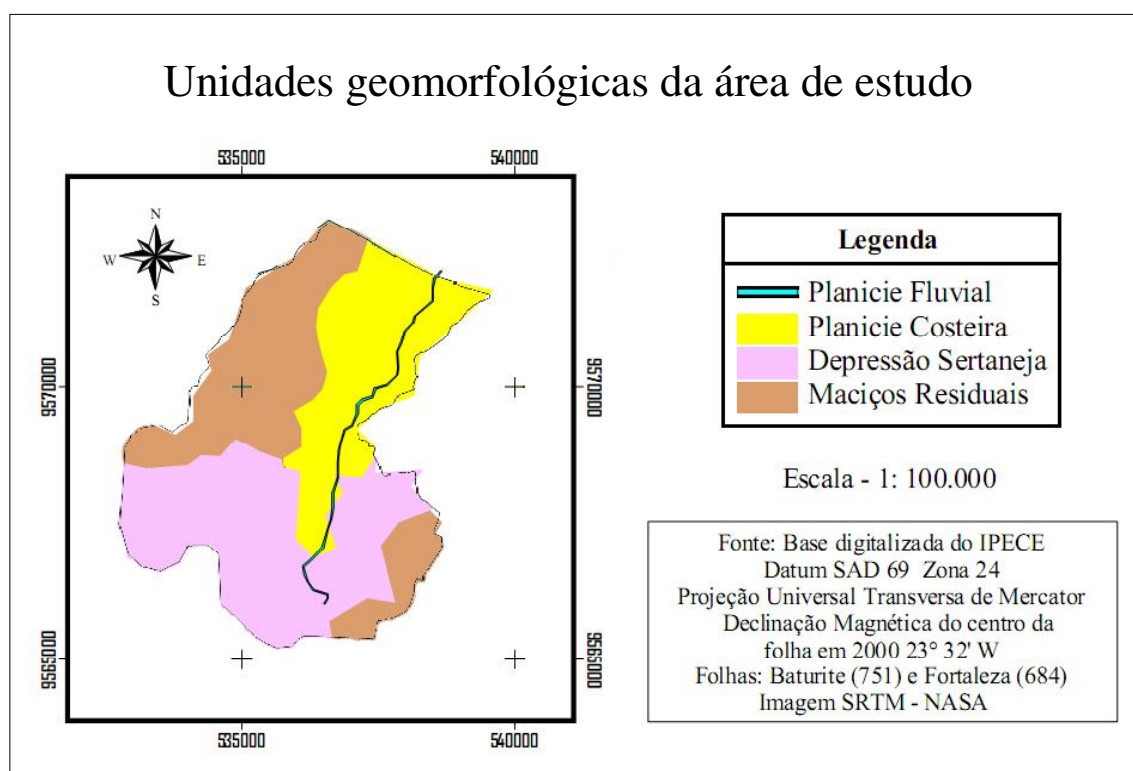 Unidades geomorfológicas da área de estudo
535000
540000
N
W
E
S
9570000
9570000
9565000
9565000
535000
540000
Legenda
Planicie Fluvial
Planicie Costeira
Depressão Sertaneja
Maciços Residuais
Escala - 1: 100.000
Fonte: Base digitalizada do IPECE
Datum SAD 69 Zona 24
Projeção Universal Transversa de Mercator
Declinação Magnética do centro da
folha em 2000 23° 32' W
Folhas: Baturite (751) e Fortaleza (684)
Imagem SRTM - NASA